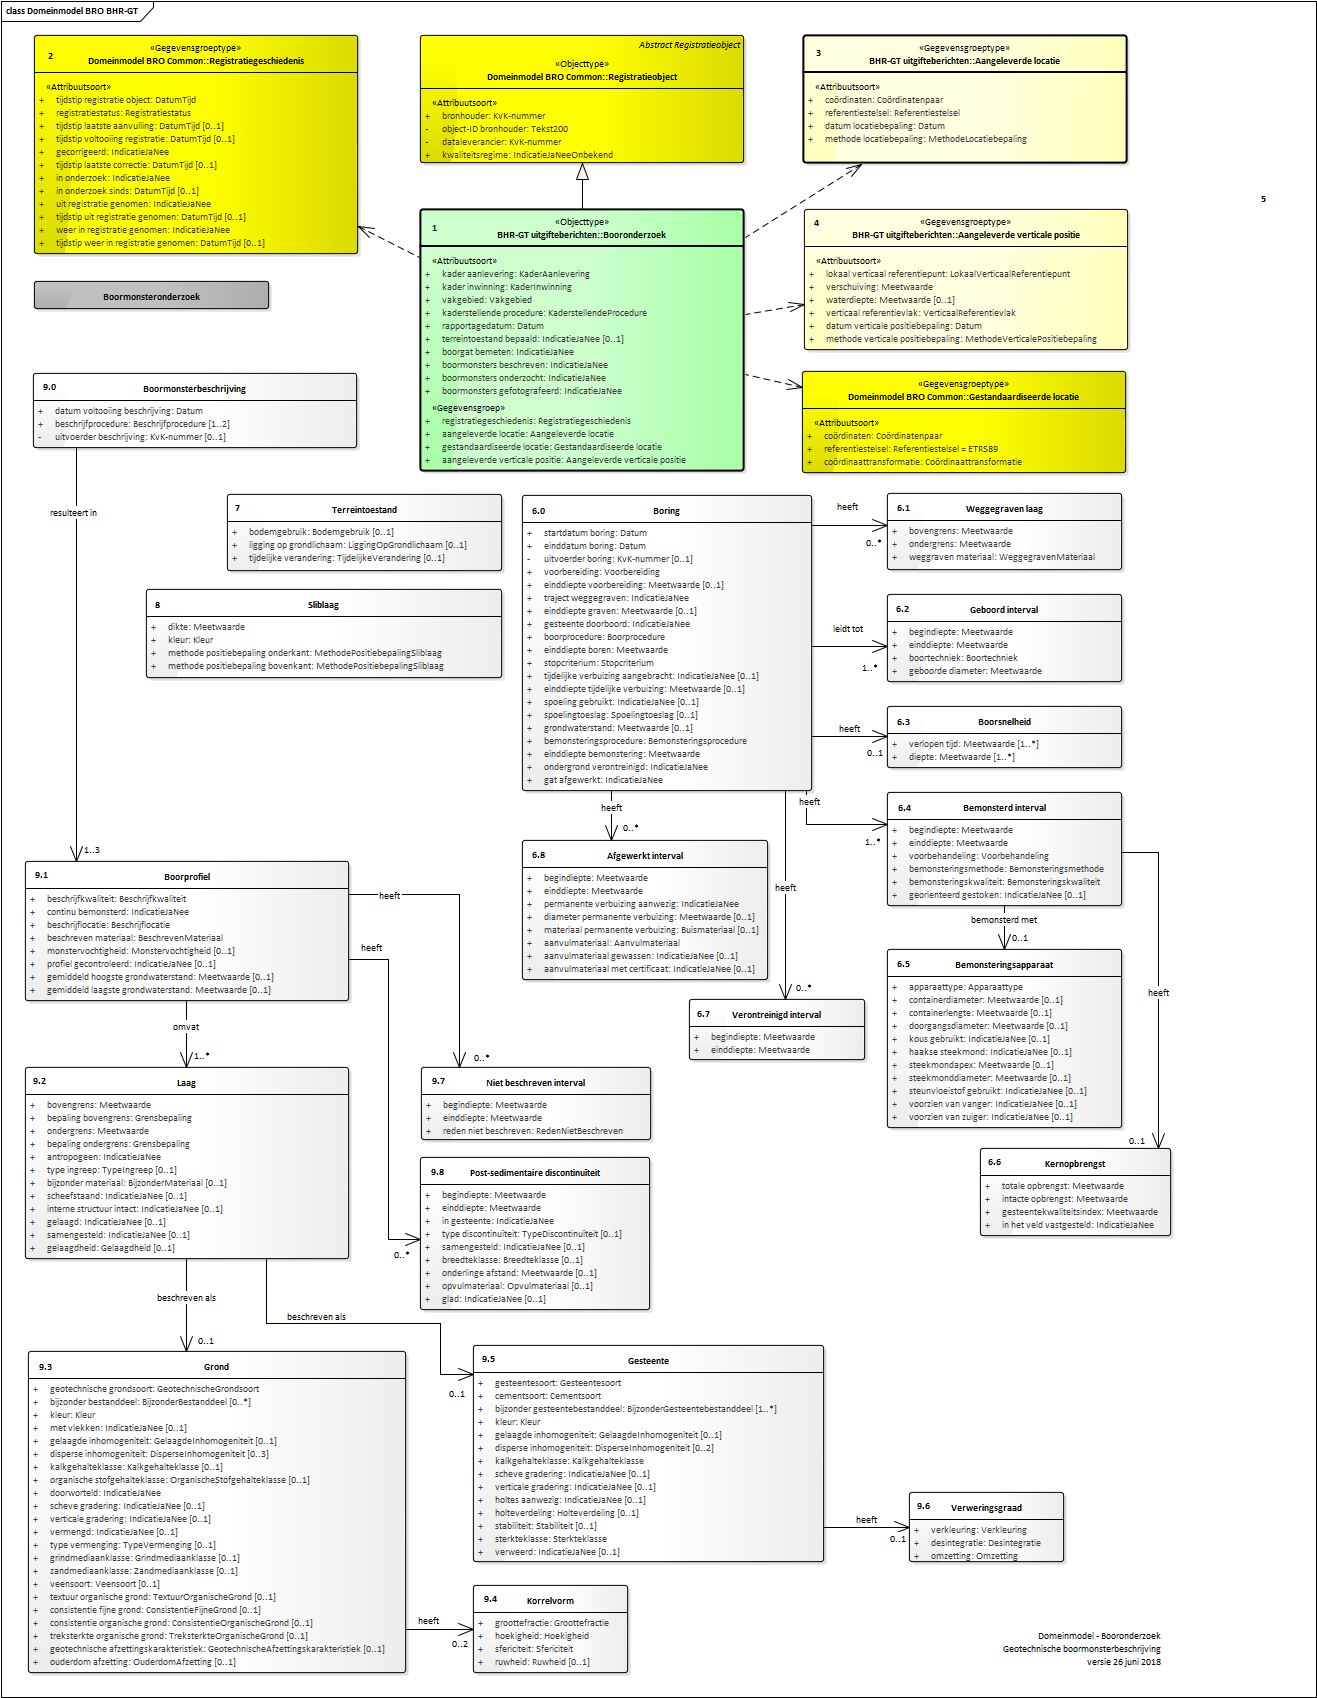 class Domeinmodel BRO BHR-GT
2
«Gegevensgroeptype»
Domeinmodel BRO Common::Registratiegeschiedenis
«Attribuutsoort»
+ tijdstip registratie object: DatumTijd
+ registratiestatus: Registratiestatus
+ tijdstip laatste aanvulling: DatumTijd [0..1]
+ tijdstip voltooiing registratie: DatumTijd [0..1]
+ gecorrigeerd: IndicatieJaNee
+ tijdstip laatste correctie: DatumTijd [0..1]
+ in onderzoek: IndicatieJaNee
+ in onderzoek sinds: DatumTijd [0..1]
+ uit registratie genomen: IndicatieJaNee
+ tijdstip uit registratie genomen: DatumTijd [0..1]
+ weer in registratie genomen: IndicatieJaNee
+ tijdstip weer in registratie genomen: DatumTijd [0..1]
Abstract Registratieobject
«Objecttype»
Domeinmodel BRO Common::Registratieobject
«Attribuutsoort»
+ bronhouder: KvK-nummer
- object-ID bronhouder: Tekst200
- dataleverancier: KvK-nummer
+ kwaliteitsregime: IndicatieJaNeeOnbekend
3
«Gegevensgroeptype»
BHR-GT uitgifteberichten::Aangeleverde locatie
«Attribuutsoort»
+ coördinaten: Coördinatenpaar
+ referentiestelsel: Referentiestelsel
+ datum locatiebepaling: Datum
+ methode locatiebepaling: MethodeLocatiebepaling
5
1
«Objecttype»
BHR-GT uitgifteberichten::Booronderzoek
«Attribuutsoort»
+ kader aanlevering: KaderAanlevering
+ kader inwinning: KaderInwinning
+ vakgebied: Vakgebied
+ kaderstellende procedure: KaderstellendeProcedure
+ rapportagedatum: Datum
+ terreintoestand bepaald: IndicatieJaNee [0..1]
+ boorgat bemeten: IndicatieJaNee
+ boormonsters beschreven: IndicatieJaNee
+ boormonsters onderzocht: IndicatieJaNee
+ boormonsters gefotografeerd: IndicatieJaNee
«Gegevensgroep»
+ registratiegeschiedenis: Registratiegeschiedenis
+ aangeleverde locatie: Aangeleverde locatie
+ gestandaardiseerde locatie: Gestandaardiseerde locatie
+ aangeleverde verticale positie: Aangeleverde verticale positie
4
«Gegevensgroeptype»
BHR-GT uitgifteberichten::Aangeleverde verticale positie
«Attribuutsoort»
+ lokaal verticaal referentiepunt: LokaalVerticaalReferentiepunt
+ verschuiving: Meetwaarde
+ waterdiepte: Meetwaarde [0..1]
+ verticaal referentievlak: VerticaalReferentievlak
+ datum verticale positiebepaling: Datum
+ methode verticale positiebepaling: MethodeVerticalePositiebepaling
Boormonsteronderzoek
«Gegevensgroeptype»
Domeinmodel BRO Common::Gestandaardiseerde locatie
«Attribuutsoort»
+ coördinaten: Coördinatenpaar
+ referentiestelsel: Referentiestelsel = ETRS89
+ coördinaattransformatie: Coördinaattransformatie
9.0 Boormonsterbeschrijving
+ datum voltooiing beschrijving: Datum
+ beschrijfprocedure: Beschrijfprocedure [1..2]
- uitvoerder beschrijving: KvK-nummer [0..1]
resulteert in
1..3
7 Terreintoestand
+ bodemgebruik: Bodemgebruik [0..1]
+ ligging op grondlichaam: LiggingOpGrondlichaam [0..1]
+ tijdelijke verandering: TijdelijkeVerandering [0..1]
8 Sliblaag
+ dikte: Meetwaarde
+ kleur: Kleur
+ methode positiebepaling onderkant: MethodePositiebepalingSliblaag
+ methode positiebepaling bovenkant: MethodePositiebepalingSliblaag
6.0 Boring
+ startdatum boring: Datum
+ einddatum boring: Datum
- uitvoerder boring: KvK-nummer [0..1]
+ voorbereiding: Voorbereiding
+ einddiepte voorbereiding: Meetwaarde [0..1]
+ traject weggegraven: IndicatieJaNee
+ einddiepte graven: Meetwaarde [0..1]
+ gesteente doorboord: IndicatieJaNee
+ boorprocedure: Boorprocedure
+ einddiepte boren: Meetwaarde
+ stopcriterium: Stopcriterium
+ tijdelijke verbuizing aangebracht: IndicatieJaNee [0..1]
+ einddiepte tijdelijke verbuizing: Meetwaarde [0..1]
+ spoeling gebruikt: IndicatieJaNee [0..1]
+ spoelingtoeslag: Spoelingtoeslag [0..1]
+ grondwaterstand: Meetwaarde [0..1]
+ bemonsteringsprocedure: Bemonsteringsprocedure
+ einddiepte bemonstering: Meetwaarde
+ ondergrond verontreinigd: IndicatieJaNee
+ gat afgewerkt: IndicatieJaNee
heeft
0..*
6.1 Weggegraven laag
+ bovengrens: Meetwaarde
+ ondergrens: Meetwaarde
+ weggraven materiaal: WeggegravenMateriaal
leidt tot
1..*
6.2 Geboord interval
+ begindiepte: Meetwaarde
+ einddiepte: Meetwaarde
+ boortechniek: Boortechniek
+ geboorde diameter: Meetwaarde
heeft
0..1
6.3 Boorsnelheid
+ verlopen tijd: Meetwaarde [1..*]
+ diepte: Meetwaarde [1..*]
heeft
1..*
6.4 Bemonsterd interval
+ begindiepte: Meetwaarde
+ einddiepte: Meetwaarde
+ voorbehandeling: Voorbehandeling
+ bemonsteringsmethode: Bemonsteringsmethode
+ bemonsteringskwaliteit: Bemonsteringskwaliteit
+ georienteerd gestoken: IndicatieJaNee [0..1]
bemonsterd met
0..1
6.5 Bemonsteringsapparaat
+ apparaattype: Apparaattype
+ containerdiameter: Meetwaarde [0..1]
+ containerlengte: Meetwaarde [0..1]
+ doorgangsdiameter: Meetwaarde [0..1]
+ kous gebruikt: IndicatieJaNee [0..1]
+ haakse steekmond: IndicatieJaNee [0..1]
+ steekmondapex: Meetwaarde [0..1]
+ steekmonddiameter: Meetwaarde [0..1]
+ steunvloeistof gebruikt: IndicatieJaNee [0..1]
+ voorzien van vanger: IndicatieJaNee [0..1]
+ voorzien van zuiger: IndicatieJaNee [0..1]
heeft
0..1
6.6 Kernopbrengst
+ totale opbrengst: Meetwaarde
+ intacte opbrengst: Meetwaarde
+ gesteentekwaliteitsindex: Meetwaarde
+ in het veld vastgesteld: IndicatieJaNee
heeft
0..*
6.8 Afgewerkt interval
+ begindiepte: Meetwaarde
+ einddiepte: Meetwaarde
+ permanente verbuizing aanwezig: IndicatieJaNee
+ diameter permanente verbuizing: Meetwaarde [0..1]
+ materiaal permanente verbuizing: Buismateriaal [0..1]
+ aanvulmateriaal: Aanvulmateriaal
+ aanvulmateriaal gewassen: IndicatieJaNee [0..1]
+ aanvulmateriaal met certificaat: IndicatieJaNee [0..1]
heeft
0..*
6.7 Verontreinigd interval
+ begindiepte: Meetwaarde
+ einddiepte: Meetwaarde
9.1 Boorprofiel
+ beschrijfkwaliteit: Beschrijfkwaliteit
+ continu bemonsterd: IndicatieJaNee
+ beschrijflocatie: Beschrijflocatie
+ beschreven materiaal: BeschrevenMateriaal
+ monstervochtigheid: Monstervochtigheid [0..1]
+ profiel gecontroleerd: IndicatieJaNee [0..1]
+ gemiddeld hoogste grondwaterstand: Meetwaarde [0..1]
+ gemiddeld laagste grondwaterstand: Meetwaarde [0..1]
heeft
0..*
heeft
0..*
omvat
1..*
9.7 Niet beschreven interval
+ begindiepte: Meetwaarde
+ einddiepte: Meetwaarde
+ reden niet beschreven: RedenNietBeschreven
9.2 Laag
+ bovengrens: Meetwaarde
+ bepaling bovengrens: Grensbepaling
+ ondergrens: Meetwaarde
+ bepaling ondergrens: Grensbepaling
+ antropogeen: IndicatieJaNee
+ type ingreep: TypeIngreep [0..1]
+ bijzonder materiaal: BijzonderMateriaal [0..1]
+ scheefstaand: IndicatieJaNee [0..1]
+ interne structuur intact: IndicatieJaNee [0..1]
+ gelaagd: IndicatieJaNee [0..1]
+ samengesteld: IndicatieJaNee [0..1]
+ gelaagdheid: Gelaagdheid [0..1]
9.8 Post-sedimentaire discontinuïteit
+ begindiepte: Meetwaarde
+ einddiepte: Meetwaarde
+ in gesteente: IndicatieJaNee
+ type discontinuïteit: TypeDiscontinuïteit [0..1]
+ samengesteld: IndicatieJaNee [0..1]
+ breedteklasse: Breedteklasse [0..1]
+ onderlinge afstand: Meetwaarde [0..1]
+ opvulmateriaal: Opvulmateriaal [0..1]
+ glad: IndicatieJaNee [0..1]
beschreven als
0..1
beschreven als
0..1
9.3 Grond
+ geotechnische grondsoort: GeotechnischeGrondsoort
+ bijzonder bestanddeel: BijzonderBestanddeel [0..*]
+ kleur: Kleur
+ met vlekken: IndicatieJaNee [0..1]
+ gelaagde inhomogeniteit: GelaagdeInhomogeniteit [0..1]
+ disperse inhomogeniteit: DisperseInhomogeniteit [0..3]
+ kalkgehalteklasse: Kalkgehalteklasse [0..1]
+ organische stofgehalteklasse: OrganischeStofgehalteklasse [0..1]
+ doorworteld: IndicatieJaNee
+ scheve gradering: IndicatieJaNee [0..1]
+ verticale gradering: IndicatieJaNee [0..1]
+ vermengd: IndicatieJaNee [0..1]
+ type vermenging: TypeVermenging [0..1]
+ grindmediaanklasse: Grindmediaanklasse [0..1]
+ zandmediaanklasse: Zandmediaanklasse [0..1]
+ veensoort: Veensoort [0..1]
+ textuur organische grond: TextuurOrganischeGrond [0..1]
+ consistentie fijne grond: ConsistentieFijneGrond [0..1]
+ consistentie organische grond: ConsistentieOrganischeGrond [0..1]
+ treksterkte organische grond: TreksterkteOrganischeGrond [0..1]
+ geotechnische afzettingskarakteristiek: GeotechnischeAfzettingskarakteristiek [0..1]
+ ouderdom afzetting: OuderdomAfzetting [0..1]
9.5 Gesteente
+ gesteentesoort: Gesteentesoort
+ cementsoort: Cementsoort
+ bijzonder gesteentebestanddeel: BijzonderGesteentebestanddeel [1..*]
+ kleur: Kleur
+ gelaagde inhomogeniteit: GelaagdeInhomogeniteit [0..1]
+ disperse inhomogeniteit: DisperseInhomogeniteit [0..2]
+ kalkgehalteklasse: Kalkgehalteklasse
+ scheve gradering: IndicatieJaNee [0..1]
+ verticale gradering: IndicatieJaNee [0..1]
+ holtes aanwezig: IndicatieJaNee [0..1]
+ holteverdeling: Holteverdeling [0..1]
+ stabiliteit: Stabiliteit [0..1]
+ sterkteklasse: Sterkteklasse
+ verweerd: IndicatieJaNee [0..1]
heeft
0..1
9.6 Verweringsgraad
+ verkleuring: Verkleuring
+ desintegratie: Desintegratie
+ omzetting: Omzetting
heeft
0..2
9.4 Korrelvorm
+ groottefractie: Groottefractie
+ hoekigheid: Hoekigheid
+ sfericiteit: Sfericiteit
+ ruwheid: Ruwheid [0..1]
Domeinmodel - Booronderzoek
Geotechnische boormonsterbeschrijving
versie 26 juni 2018